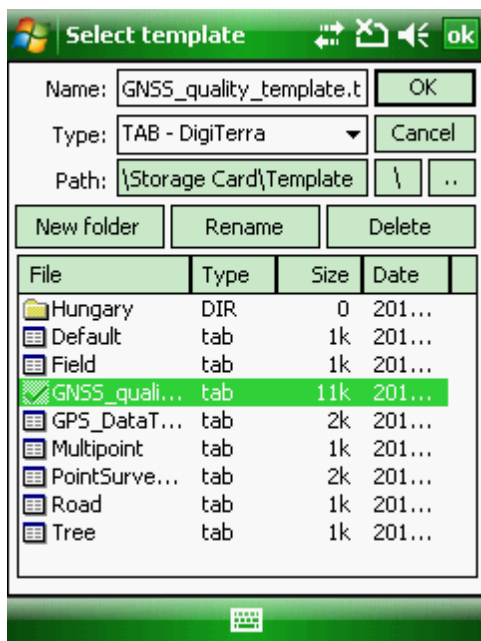 Select template ok
Name: GNSS_quality_template.t OK
Type: TAB - DigiTerra Cancel
Path: \Storage Card\Template \ ..
New folder Rename Delete
File Type Size Date
Hungary DIR 0 201...
Default tab 1k 201...
Field tab 1k 201...
GNSS_quali... tab 11k 201...
GPS_DataT... tab 2k 201...
Multipoint tab 1k 201...
PointSurve... tab 2k 201...
Road tab 1k 201...
Tree tab 1k 201...